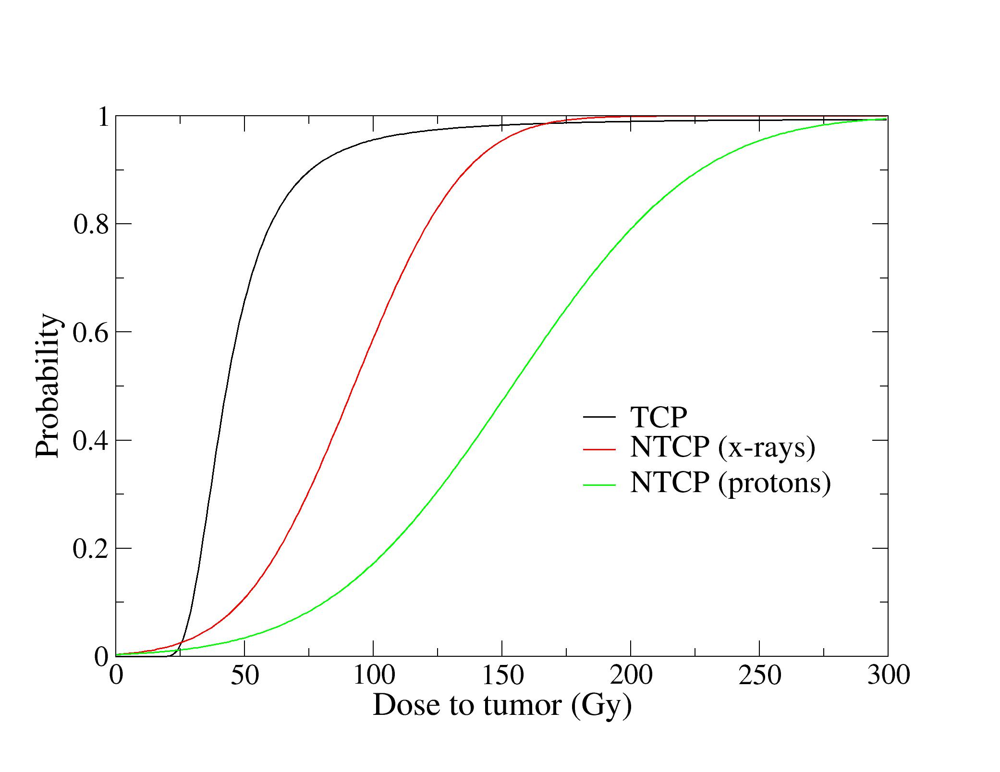 1
0.8
0.6
0.4
0.2
0
Probability
TCP
NTCP (x-rays)
NTCP (protons)
0 50 100 150 200 250 300
Dose to tumor (Gy)